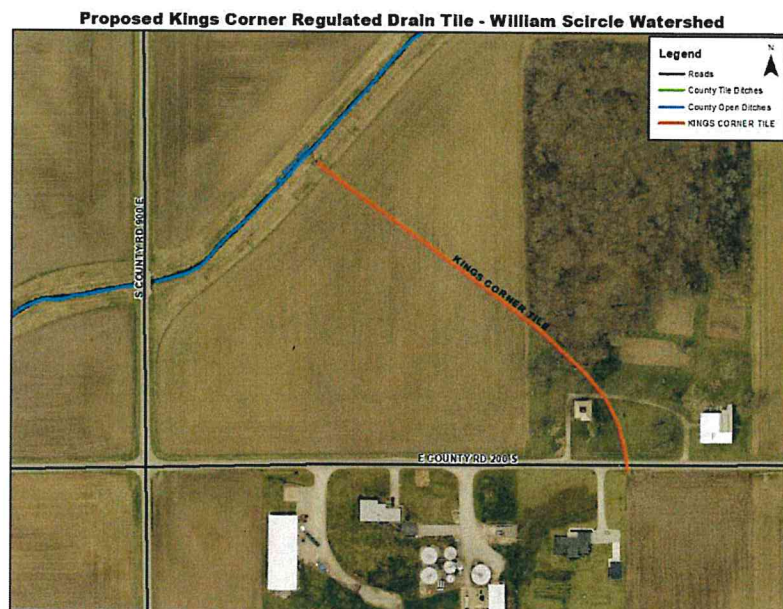 Proposed Kings Corner Regulated Drain Tile - William Scircle Watershed
Legend
N
Roads
County Tile Ditches
County Open Ditches
KINGS CORNER TILE
S COUNTY RD 900 E
KINGS CORNER TILE
E COUNTY RD 200 S